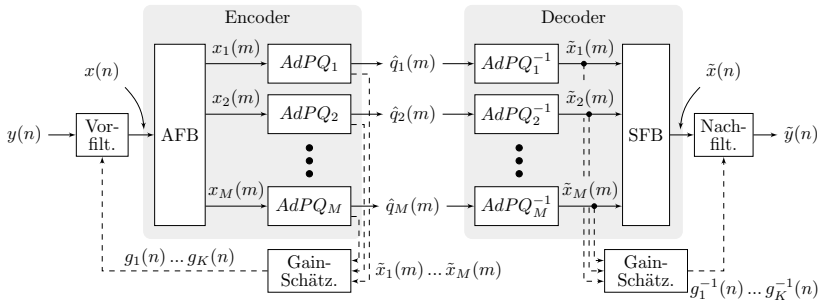 Encoder
Decoder
x(n)
x₁(m)
AdPQ₁
q̂₁(m)
AdPQ₁⁻¹
x̃₁(m)
x̃(n)
x₂(m)
AdPQ₂
q̂₂(m)
AdPQ₂⁻¹
x̃₂(m)
y(n)
Vor-
filt.
AFB
SFB
Nach-
filt.
ỹ(n)
x_M(m)
AdPQ_M
q̂_M(m)
AdPQ_M⁻¹
x̃_M(m)
g₁(n) ... g_K(n)
Gain-
Schätz.
x̃₁(m) ... x̃_M(m)
Gain-
Schätz.
g₁⁻¹(n) ... g_K⁻¹(n)